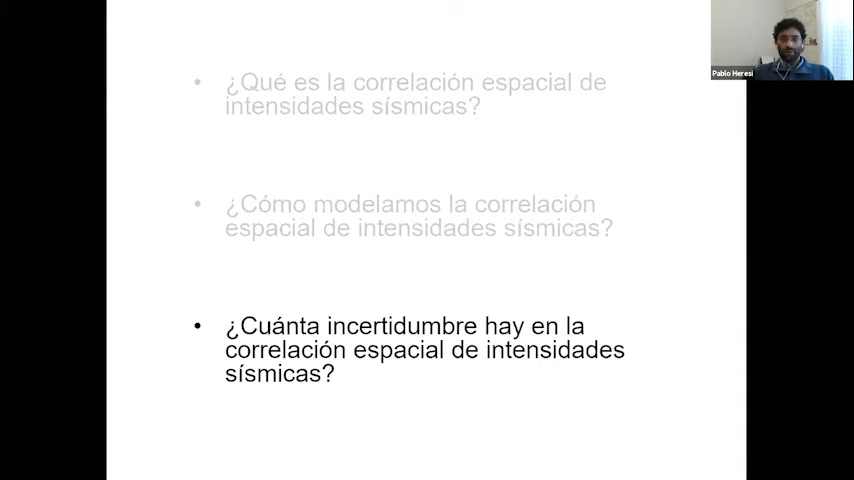 • ¿Qué es la correlación espacial de
intensidades sísmicas?
• ¿Cómo modelamos la correlación
espacial de intensidades sísmicas?
• ¿Cuánta incertidumbre hay en la
correlación espacial de intensidades
sísmicas?
Pablo Heresi